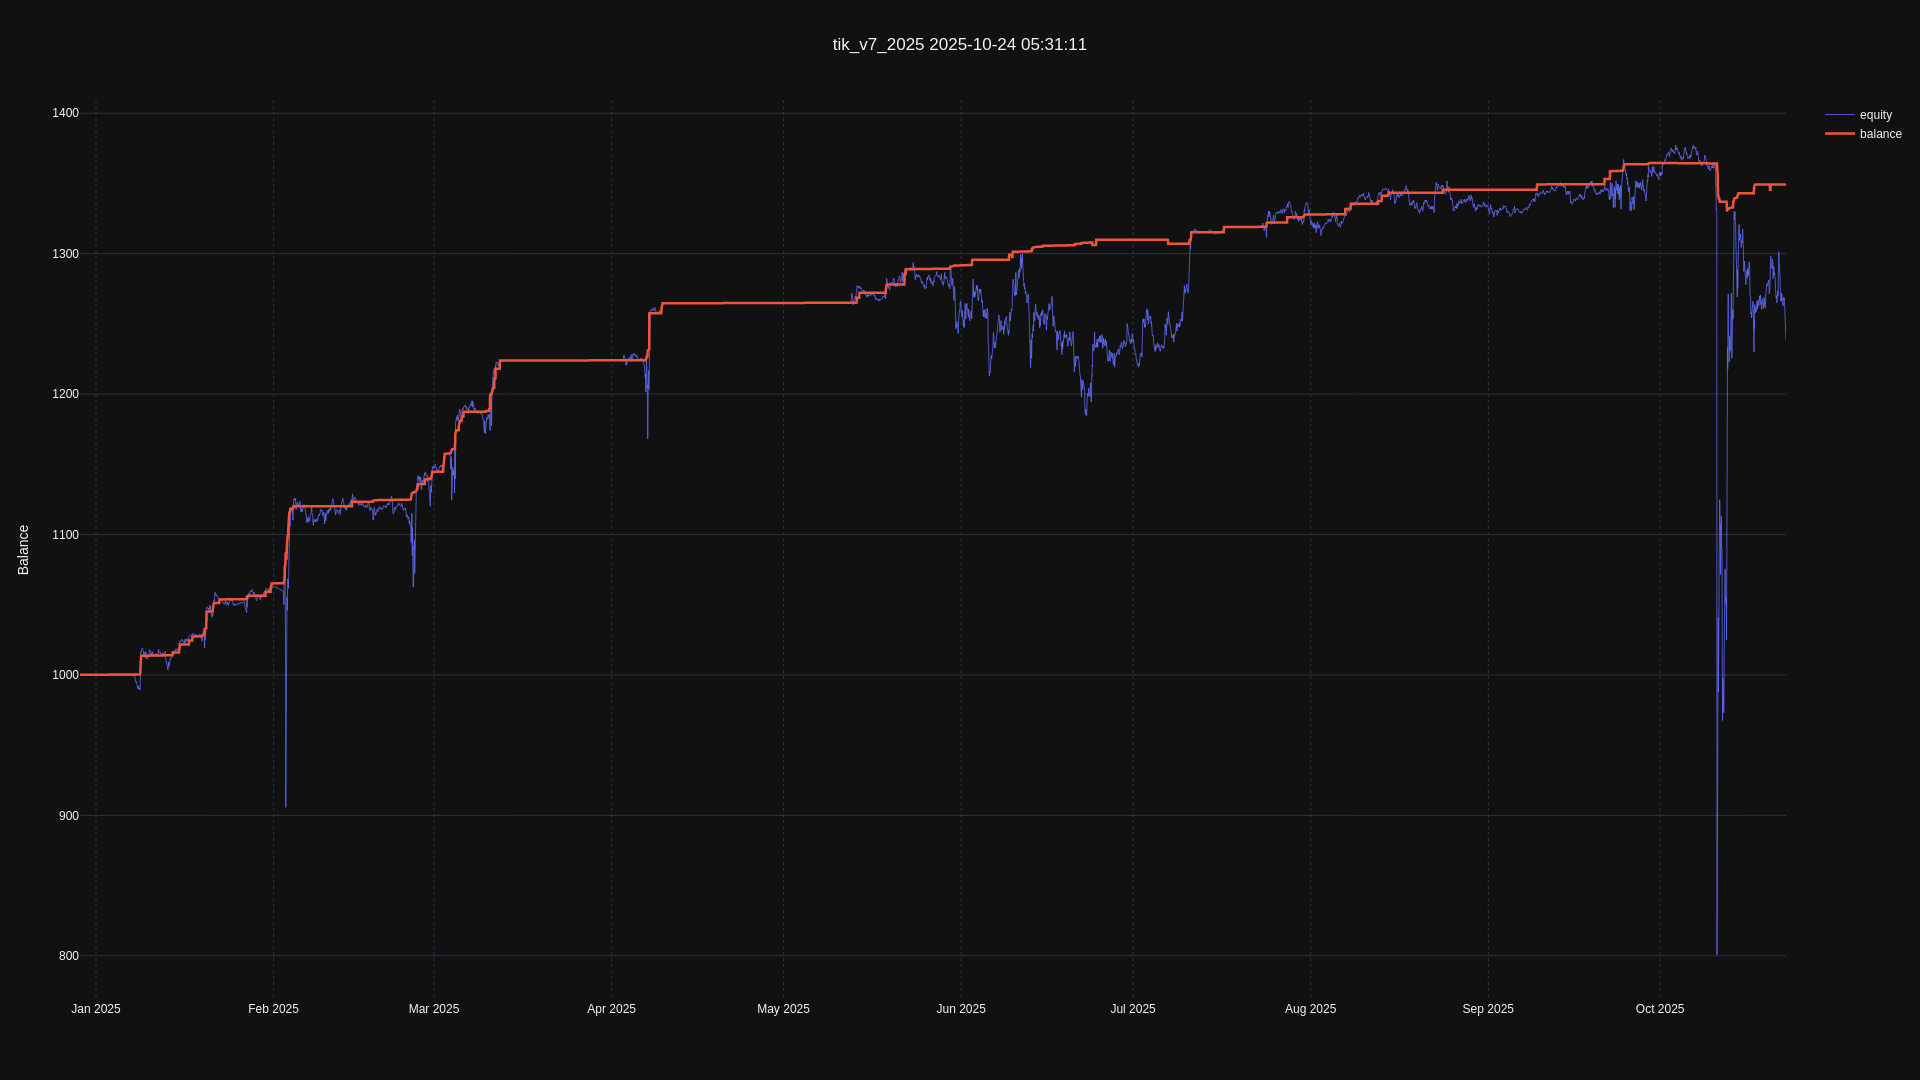 tik_v7_2025 2025-10-24 05:31:11
equity
balance
Balance
1400
1300
1200
1100
1000
900
800
Jan 2025
Feb 2025
Mar 2025
Apr 2025
May 2025
Jun 2025
Jul 2025
Aug 2025
Sep 2025
Oct 2025